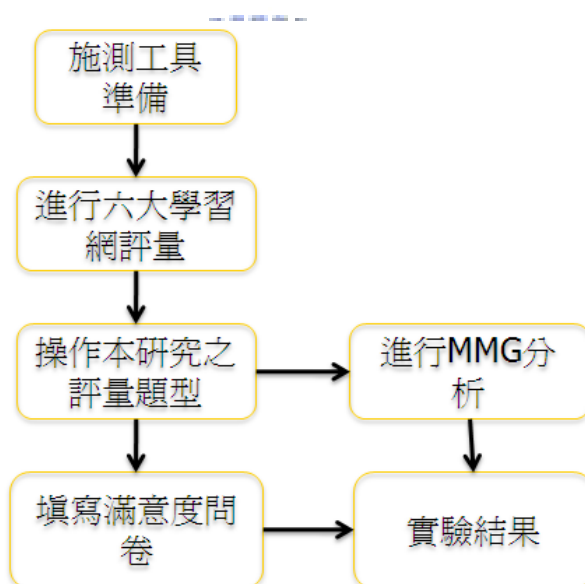 施測工具
準備
進行六大學習
網評量
操作本研究之
評量題型
進行MMG分
析
填寫滿意度問
卷
實驗結果